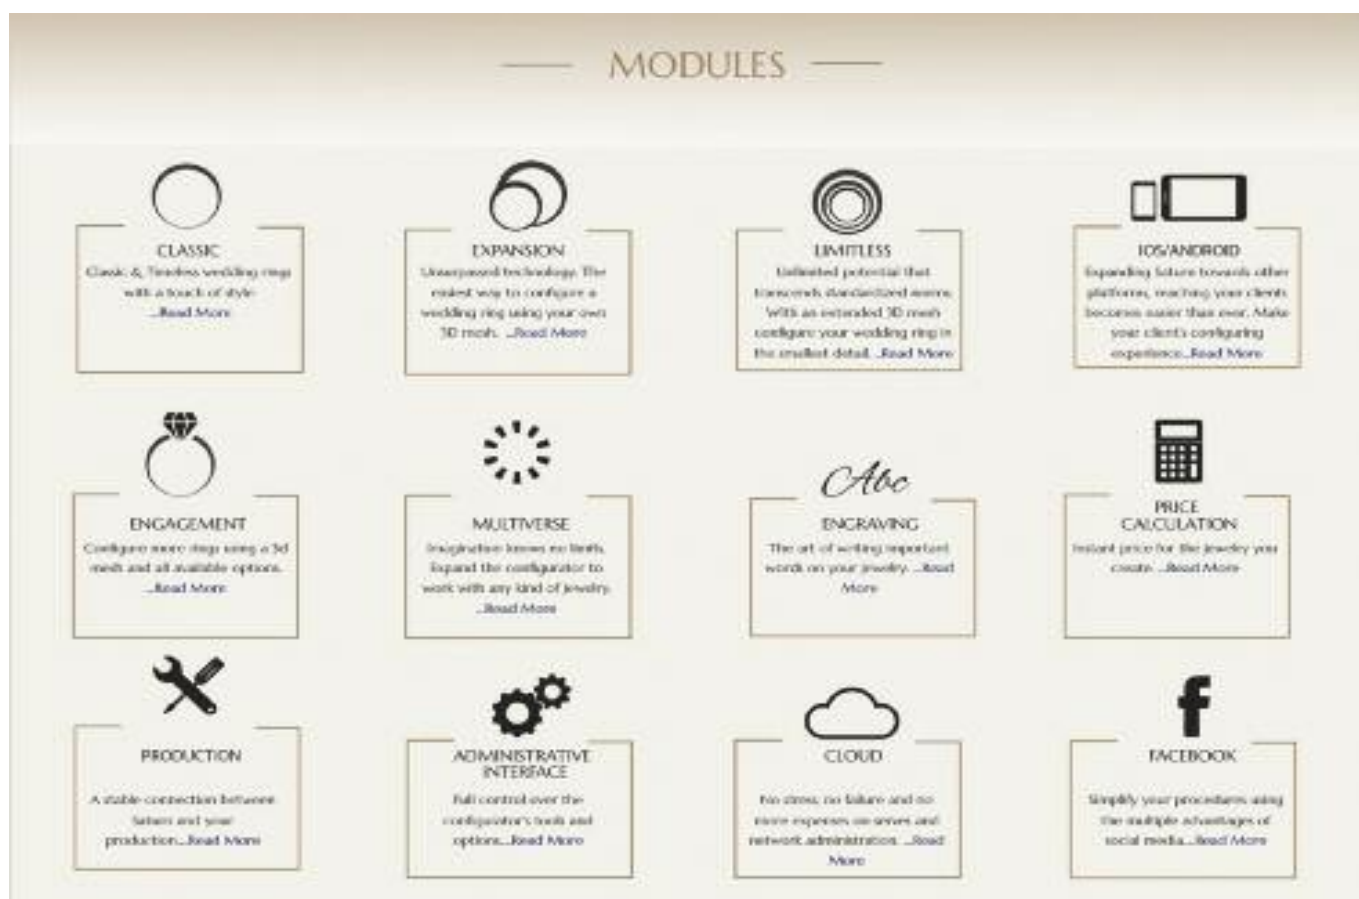 MODULES
CLASSIC
Classic & Timeless wedding rings
with a touch of style
...Read More
EXPANSION
Unsurpassed technology. The
easiest way to configure a
wedding ring using your own
3D mesh. ...Read More
LIMITLESS
Unlimited potential that
transcends standardized norms.
With an extended 3D mesh
configure your wedding ring in
the smallest detail. ...Read More
IOS/ANDROID
Expanding Saturn towards other
platforms, reaching your clients
becomes easier than ever. Make
your client's configuring
experience...Read More
ENGAGEMENT
Configure more rings using a 3d
mesh and all available options.
...Read More
MULTIVERSE
Imagination knows no limits.
Expand the configurator to
work with any kind of jewelry.
...Read More
Abc
ENGRAVING
The art of writing important
words on your jewelry. ...Read
More
PRICE
CALCULATION
Instant price for the jewelry you
create. ...Read More
PRODUCTION
A stable connection between
Saturn and your
production...Read More
ADMINISTRATIVE
INTERFACE
Full control over the
configurator's tools and
options...Read More
CLOUD
No stress, no failure and no
more expenses on server and
network administration. ...Read
More
FACEBOOK
Simplify your procedures using
the multiple advantages of
social media...Read More